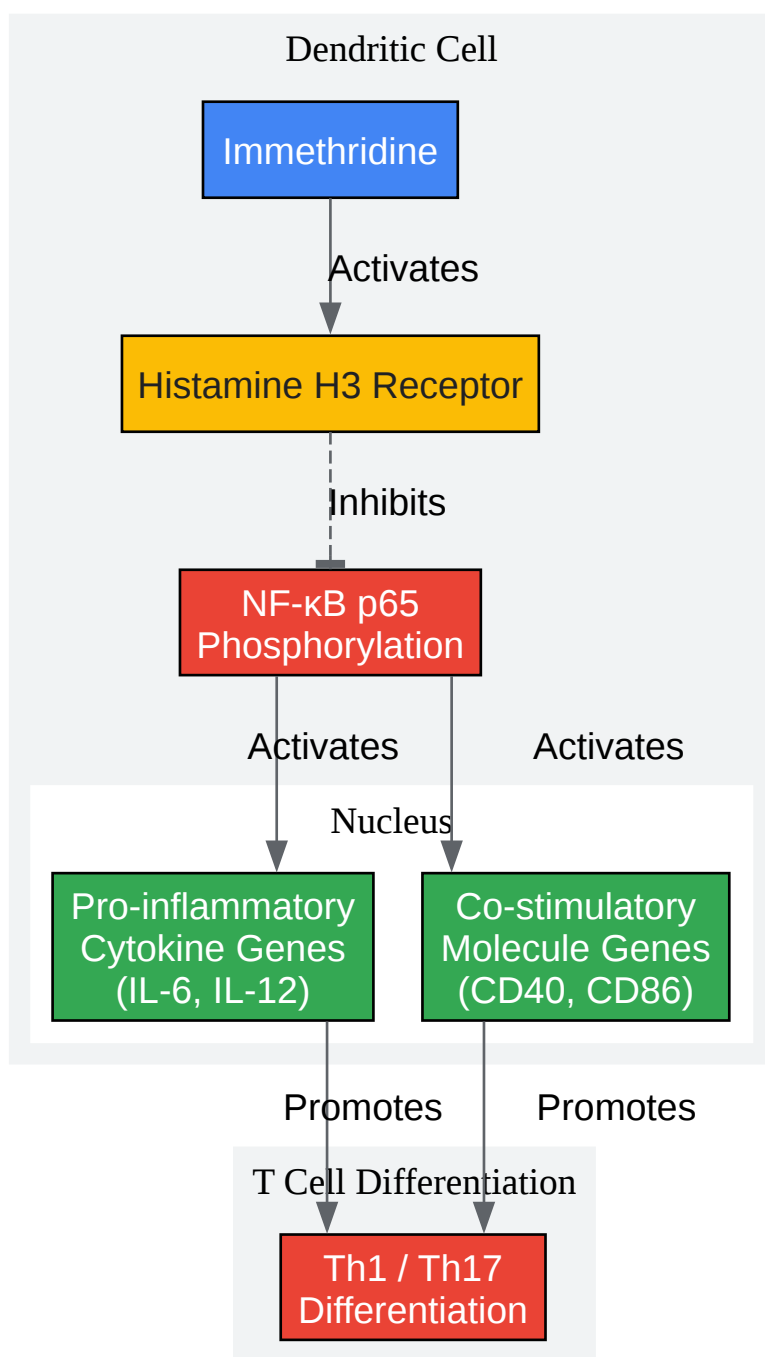 Dendritic Cell
Immethridine
Activates
Histamine H3 Receptor
Inhibits
NF-κB p65
Phosphorylation
Activates
Activates
Nucleus
Pro-inflammatory
Cytokine Genes
(IL-6, IL-12)
Co-stimulatory
Molecule Genes
(CD40, CD86)
Promotes
Promotes
T Cell Differentiation
Th1 / Th17
Differentiation